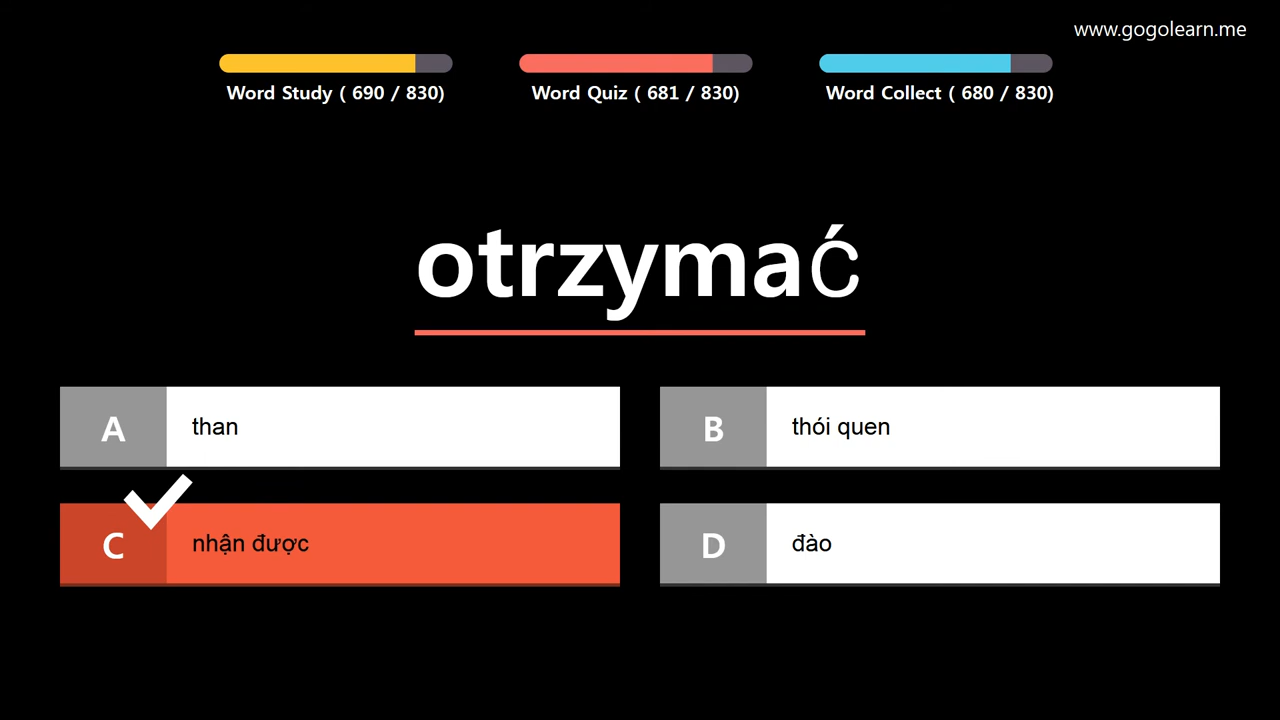 www.gogolearn.me
Word Study ( 690 / 830)
Word Quiz ( 681 / 830)
Word Collect ( 680 / 830)
otrzymać
A than
B thói quen
C nhận được
D đào